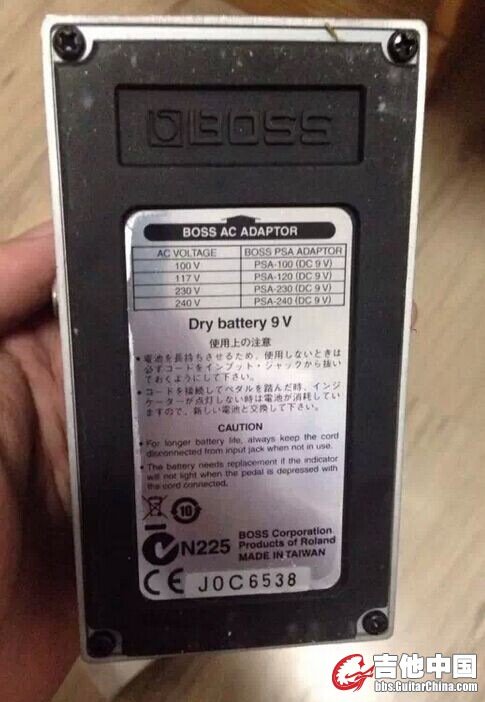 BOSS
BOSS AC ADAPTOR
AC VOLTAGE BOSS PSA ADAPTOR
100 V PSA-100 (DC 9 V)
117 V PSA-120 (DC 9 V)
230 V PSA-230 (DC 9 V)
240 V PSA-240 (DC 9 V)
Dry battery 9 V
使用上の注意
●電池を長持ちさせるため、使用しないときは
必ずコードをインプット・ジャックから抜い
ておくようにして下さい。
●コードを接続してペダルを踏んだ時、インジ
ケーターが点灯しない時は電池が消耗してい
ますので、新しい電池と交換して下さい。
CAUTION
● For longer battery life, always keep the cord
disconnected from input jack when not in use.
● The battery needs replacement if the indicator
will not light when the pedal is depressed with
the cord connected.
10
N225
BOSS Corporation
Products of Roland
MADE IN TAIWAN
CE J0C6538
吉他中国
bbs.GuitarChina.com